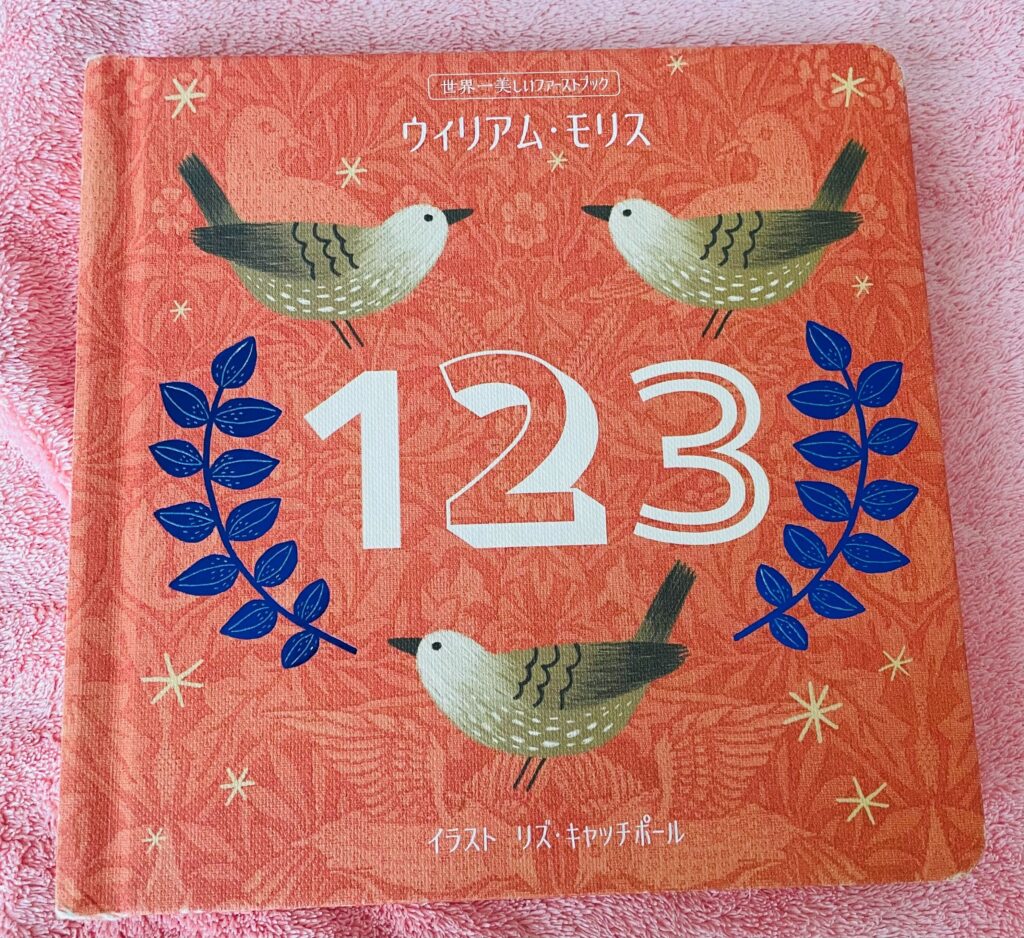 世界一美しいファーストブック
ウィリアム・モリス
123
イラスト リズ・キャッチポール